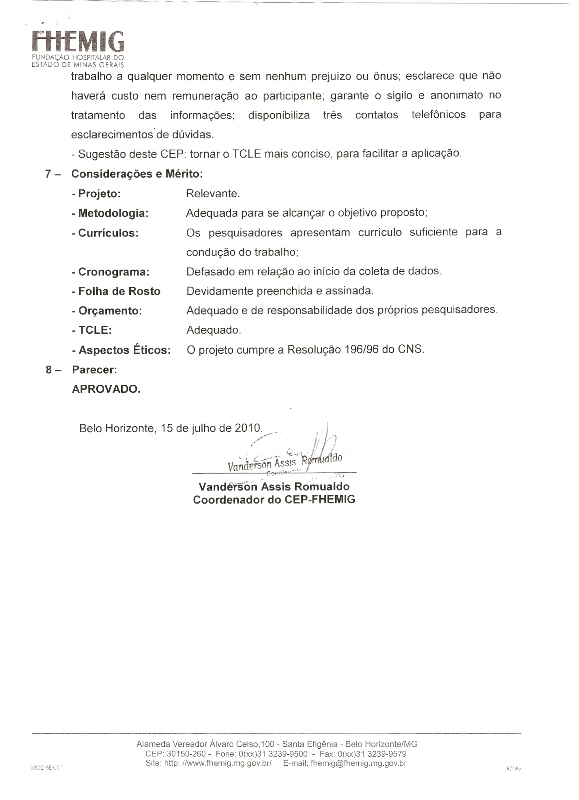 FHEMIG
FUNDAÇÃO HOSPITALAR DO
ESTADO DE MINAS GERAIS
trabalho a qualquer momento e sem nenhum prejuízo ou ônus; esclarece que não
haverá custo nem remuneração ao participante; garante o sigilo e anonimato no
tratamento das informações; disponibiliza três contatos telefônicos para
esclarecimentos de dúvidas.
- Sugestão deste CEP: tornar o TCLE mais conciso, para facilitar a aplicação.
7 – Considerações e Mérito:
- Projeto: Relevante.
- Metodologia: Adequada para se alcançar o objetivo proposto;
- Currículos: Os pesquisadores apresentam currículo suficiente para a
condução do trabalho;
- Cronograma: Defasado em relação ao início da coleta de dados.
- Folha de Rosto Devidamente preenchida e assinada.
- Orçamento: Adequado e de responsabilidade dos próprios pesquisadores.
- TCLE: Adequado.
- Aspectos Éticos: O projeto cumpre a Resolução 196/96 do CNS.
8 – Parecer:
APROVADO.
Belo Horizonte, 15 de julho de 2010.
Vanderson Assis Romualdo
Vanderson Assis Romualdo
Coordenador do CEP-FHEMIG
Alameda Vereador Álvaro Celso,100 - Santa Efigênia - Belo Horizonte/MG
CEP: 30150-260 - Fone: 0(xx)31 3239-9500 - Fax: 0(xx)31 3239-9579
Site: http: //www.fhemig.mg.gov.br/ E-mail: fhemig@fhemig.mg.gov.br